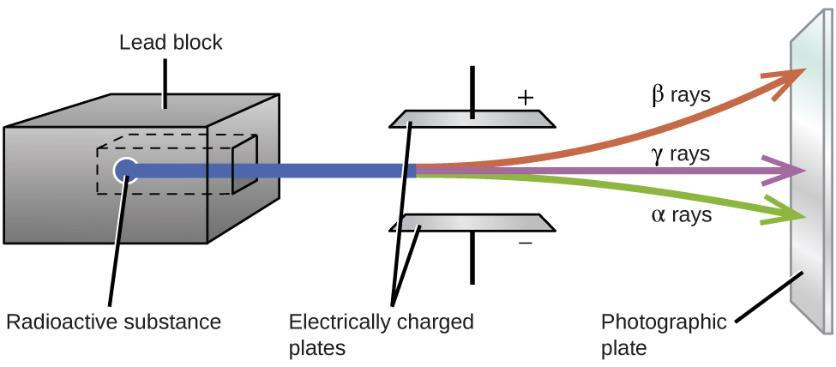 Lead block
+
β rays
γ rays
α rays
−
Radioactive substance
Electrically charged
plates
Photographic
plate